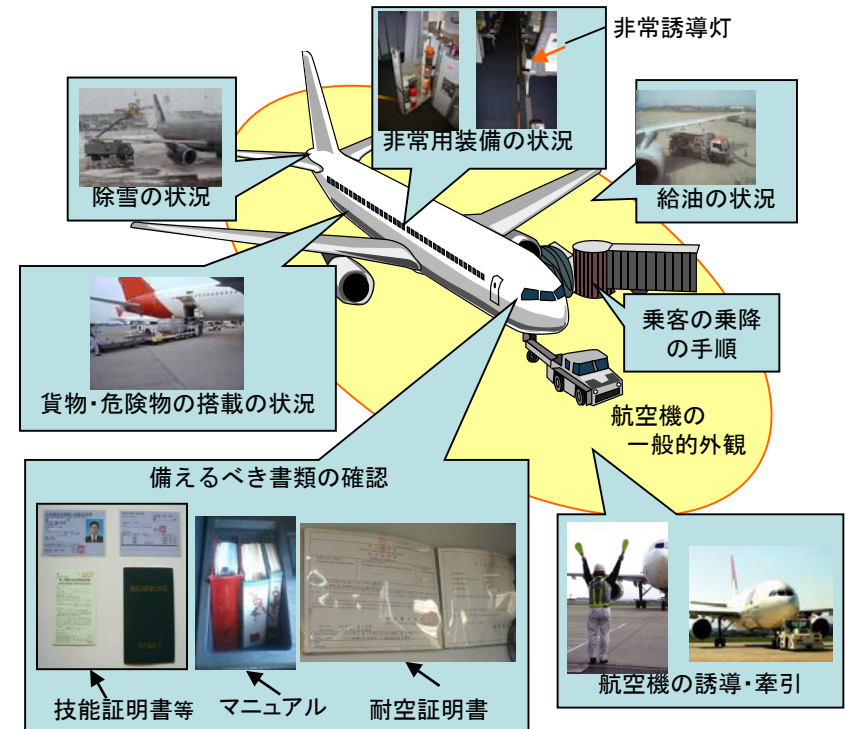 非常誘導灯
非常用装備の状況
除雪の状況
給油の状況
乗客の乗降
の手順
貨物・危険物の搭載の状況
航空機の
一般的外観
備えるべき書類の確認
技能証明書等
マニュアル
耐空証明書
航空機の誘導・牽引